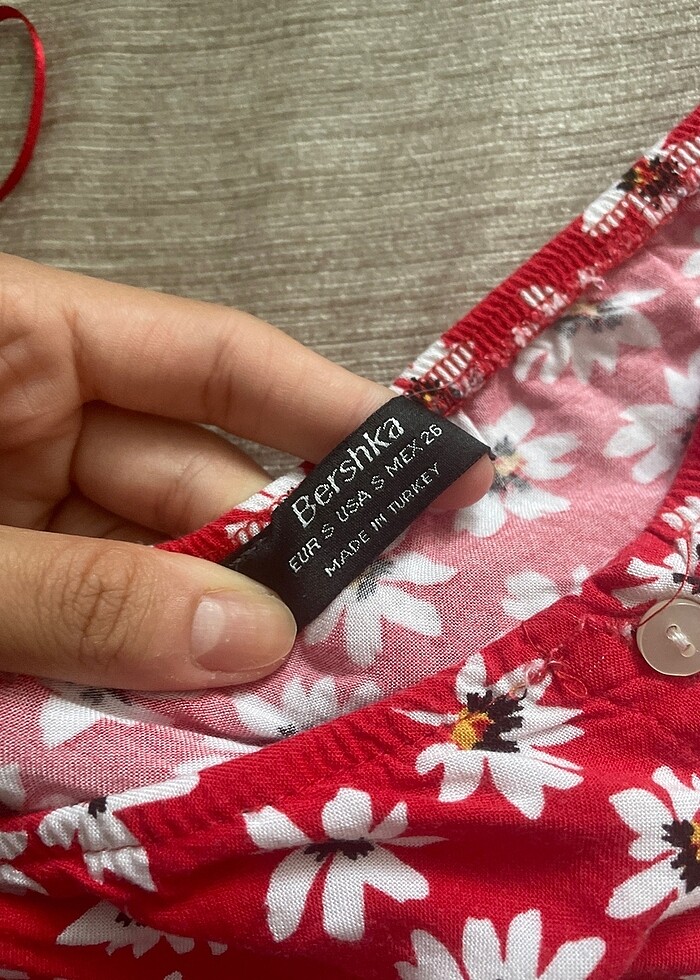 Bershka
EUR S USA S MEX 26
MADE IN TURKEY